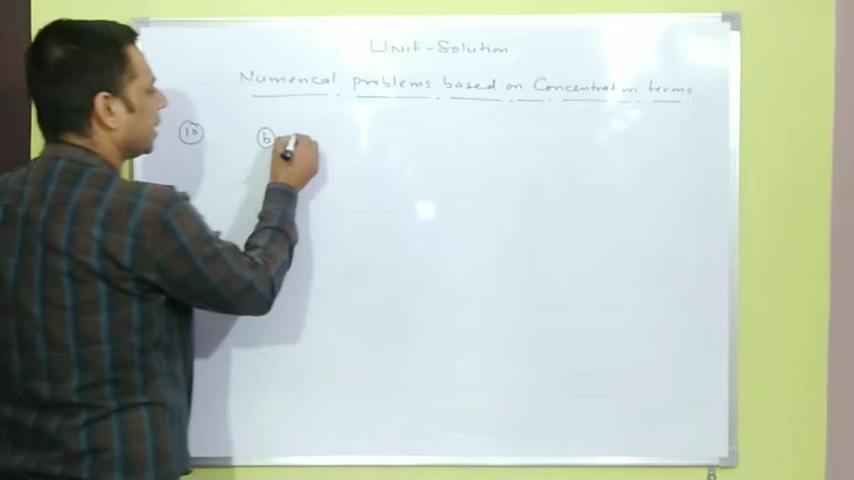 Unit-Solution
Numerical problems based on Concentration terms
10 b